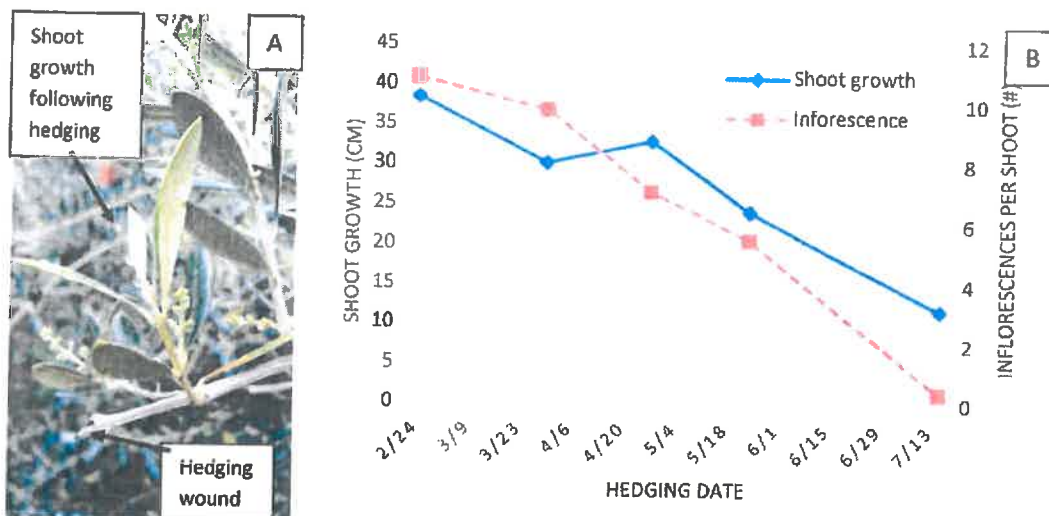 Shoot
growth
following
hedging
A
Hedging
wound
B
45
40
35
30
25
20
15
10
5
0
SHOOT GROWTH (CM)
Shoot growth
Inforescence
12
10
8
6
4
2
0
INFLORESCENCES PER SHOOT (#)
2/24
3/9
3/23
4/6
4/20
5/4
5/18
6/1
6/15
6/29
7/13
HEDGING DATE